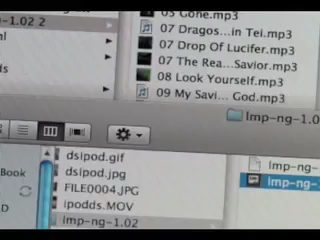 05 Gone.mp3
-1.02 2
07 Dragos...in Tei.mp3
07 Drop Of Lucifer.mp3
07 The Rea...Savior.mp3
08 Look Yourself.mp3
09 My Savi... God.mp3
lmp-ng-1.0
dsipod.gif
dsipod.jpg
FILE0004.JPG
ipodds.MOV
lmp-ng-1.02
Book
D
lmp-ng-
lmp-ng-